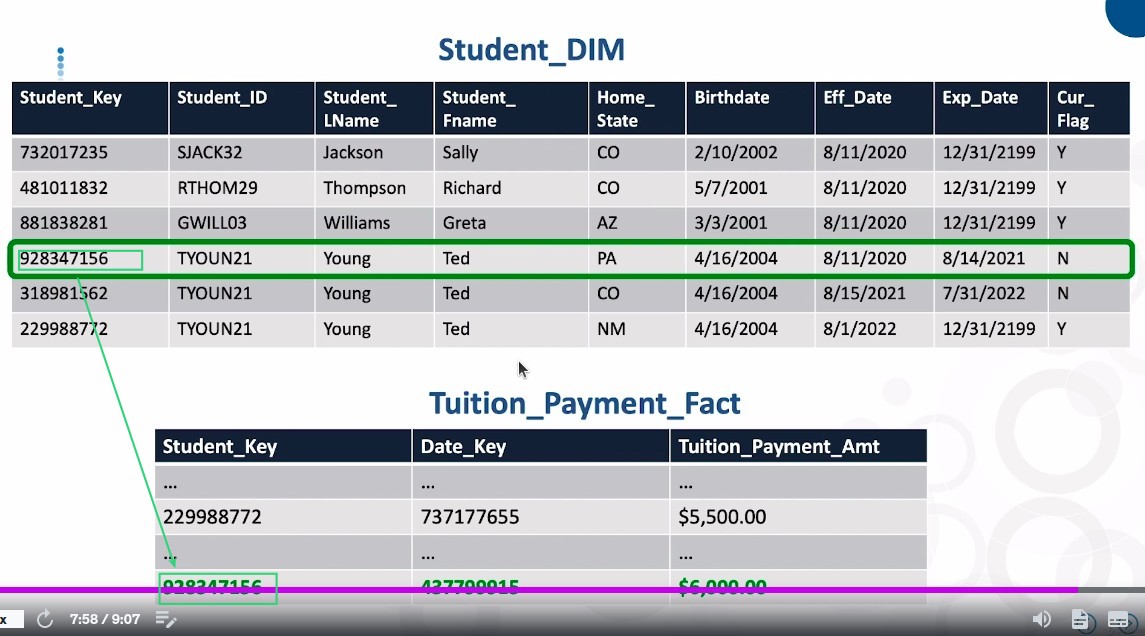 Student_DIM
Student_Key Student_ID Student_ LName Student_ Fname Home_ State Birthdate Eff_Date Exp_Date Cur_ Flag
732017235 SJACK32 Jackson Sally CO 2/10/2002 8/11/2020 12/31/2199 Y
481011832 RTHOM29 Thompson Richard CO 5/7/2001 8/11/2020 12/31/2199 Y
881838281 GWILL03 Williams Greta AZ 3/3/2001 8/11/2020 12/31/2199 Y
928347156 TYOUN21 Young Ted PA 4/16/2004 8/11/2020 8/14/2021 N
318981562 TYOUN21 Young Ted CO 4/16/2004 8/15/2021 7/31/2022 N
229988772 TYOUN21 Young Ted NM 4/16/2004 8/1/2022 12/31/2199 Y
Tuition_Payment_Fact
Student_Key Date_Key Tuition_Payment_Amt
... ... ...
229988772 737177655 $5,500.00
... ... ...
928347156 437799915 $6,000.00
x 7:58 / 9:07